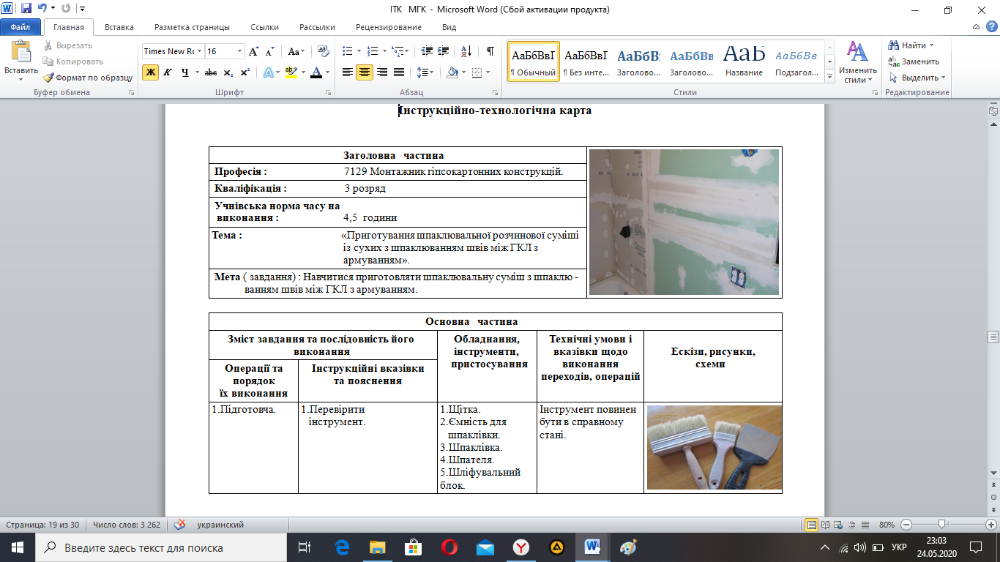 ІТК МГК - Microsoft Word (Сбой активации продукта)
Файл Главная Вставка Разметка страницы Ссылки Рассылки Рецензирование Вид
Вставить
Вырезать
Копировать
Формат по образцу
Буфер обмена
Times New Ro 16
Ж К Ч abc x₂ x² A
Шрифт
Абзац
АаБбВвГ АаБбВвГ АаБбВ АаБбВв АаБ АаБбВв
¶ Обычный ¶ Без инте... Заголово... Заголово... Название Подзагол...
Стили
Изменить
стили
Найти
Заменить
Выделить
Редактирование
Інструкційно-технологічна карта
Заголовна частина
Професія : 7129 Монтажник гіпсокартонних конструкцій.
Кваліфікація : 3 розряд
Учнівська норма часу на
виконання : 4,5 години
Тема : «Приготування шпаклювальної розчинової суміші
із сухих з шпаклюванням швів між ГКЛ з
армуванням».
Мета ( завдання) : Навчитися приготовляти шпаклювальну суміш з шпаклю -
ванням швів між ГКЛ з армуванням.
Основна частина
Зміст завдання та послідовність його
виконання
Операції та
порядок
їх виконання
Інструкційні вказівки
та пояснення
Обладнання,
інструменти,
пристосування
Технічні умови і
вказівки щодо
виконання
переходів, операцій
Ескізи, рисунки,
схеми
1.Підготовча.
1.Перевірити
інструмент.
1.Щітка.
2.Ємність для
шпаклівки.
3.Шпаклівка.
4.Шпателя.
5.Шліфувальний
блок.
Інструмент повинен
бути в справному
стані.
Страница: 19 из 30 Число слов: 3 262 украинский 80%
Введите здесь текст для поиска
УКР
23:03
24.05.2020